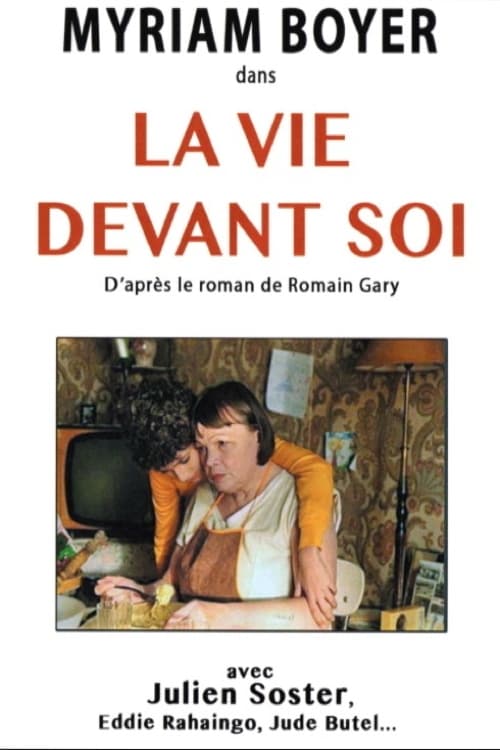 MYRIAM BOYER
dans
LA VIE
DEVANT SOI
D'après le roman de Romain Gary
avec
Julien Soster,
Eddie Rahaingo, Jude Butel...